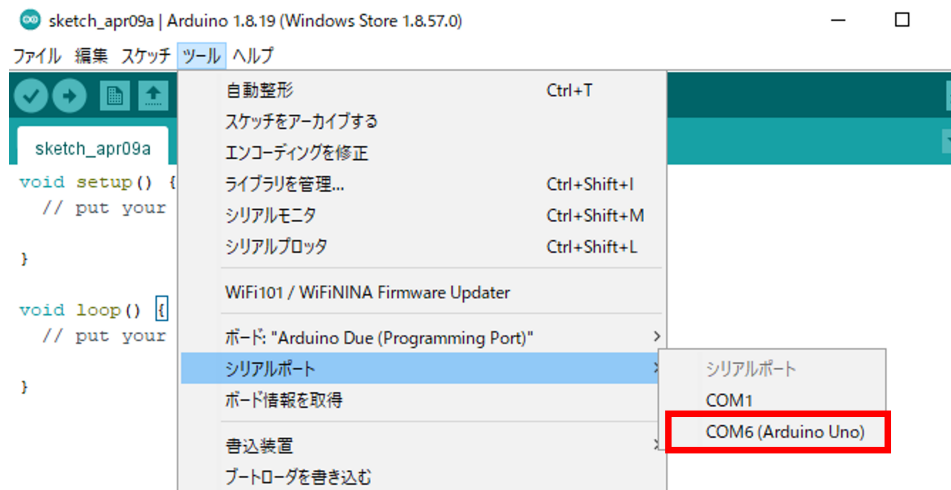 sketch_apr09a | Arduino 1.8.19 (Windows Store 1.8.57.0)
ファイル 編集 スケッチ ツール ヘルプ
自動整形 Ctrl+T
スケッチをアーカイブする
sketch_apr09a
エンコーディングを修正
void setup() {
ライブラリを管理... Ctrl+Shift+I
// put your
シリアルモニタ Ctrl+Shift+M
シリアルプロッタ Ctrl+Shift+L
}
WiFi101 / WiFiNINA Firmware Updater
void loop() {
// put your
ボード: "Arduino Due (Programming Port)"
シリアルポート
シリアルポート
}
ボード情報を取得
COM1
COM6 (Arduino Uno)
書込装置
ブートローダを書き込む